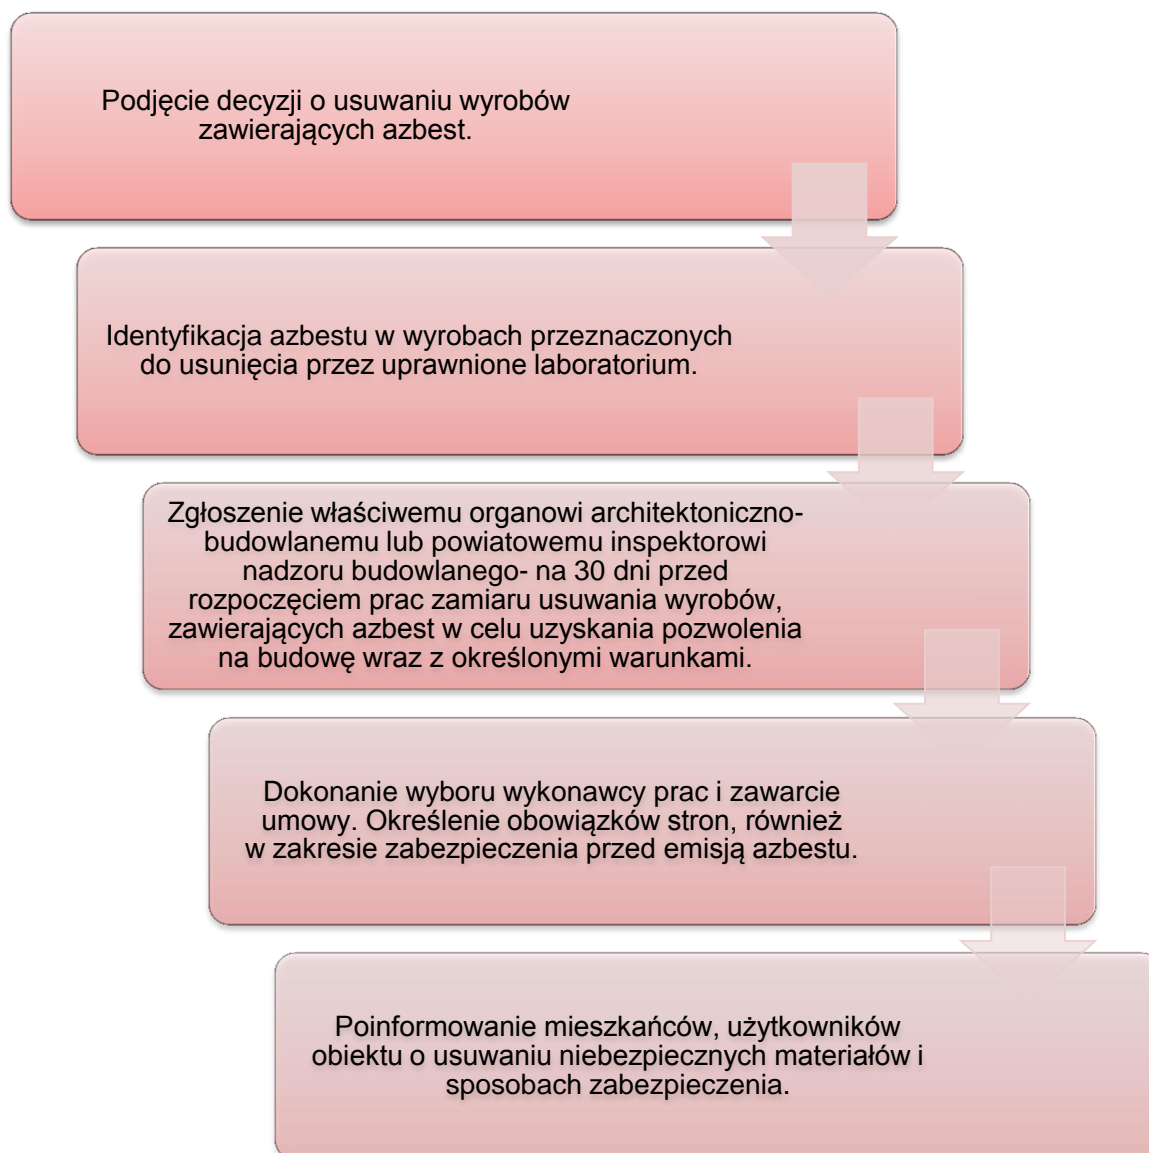 Podjęcie decyzji o usuwaniu wyrobów
zawierających azbest.
Identyfikacja azbestu w wyrobach przeznaczonych
do usunięcia przez uprawnione laboratorium.
Zgłoszenie właściwemu organowi architektoniczno-
budowlanemu lub powiatowemu inspektorowi
nadzoru budowlanego- na 30 dni przed
rozpoczęciem prac zamiaru usuwania wyrobów,
zawierających azbest w celu uzyskania pozwolenia
na budowę wraz z określonymi warunkami.
Dokonanie wyboru wykonawcy prac i zawarcie
umowy. Określenie obowiązków stron, również
w zakresie zabezpieczenia przed emisją azbestu.
Poinformowanie mieszkańców, użytkowników
obiektu o usuwaniu niebezpiecznych materiałów i
sposobach zabezpieczenia.